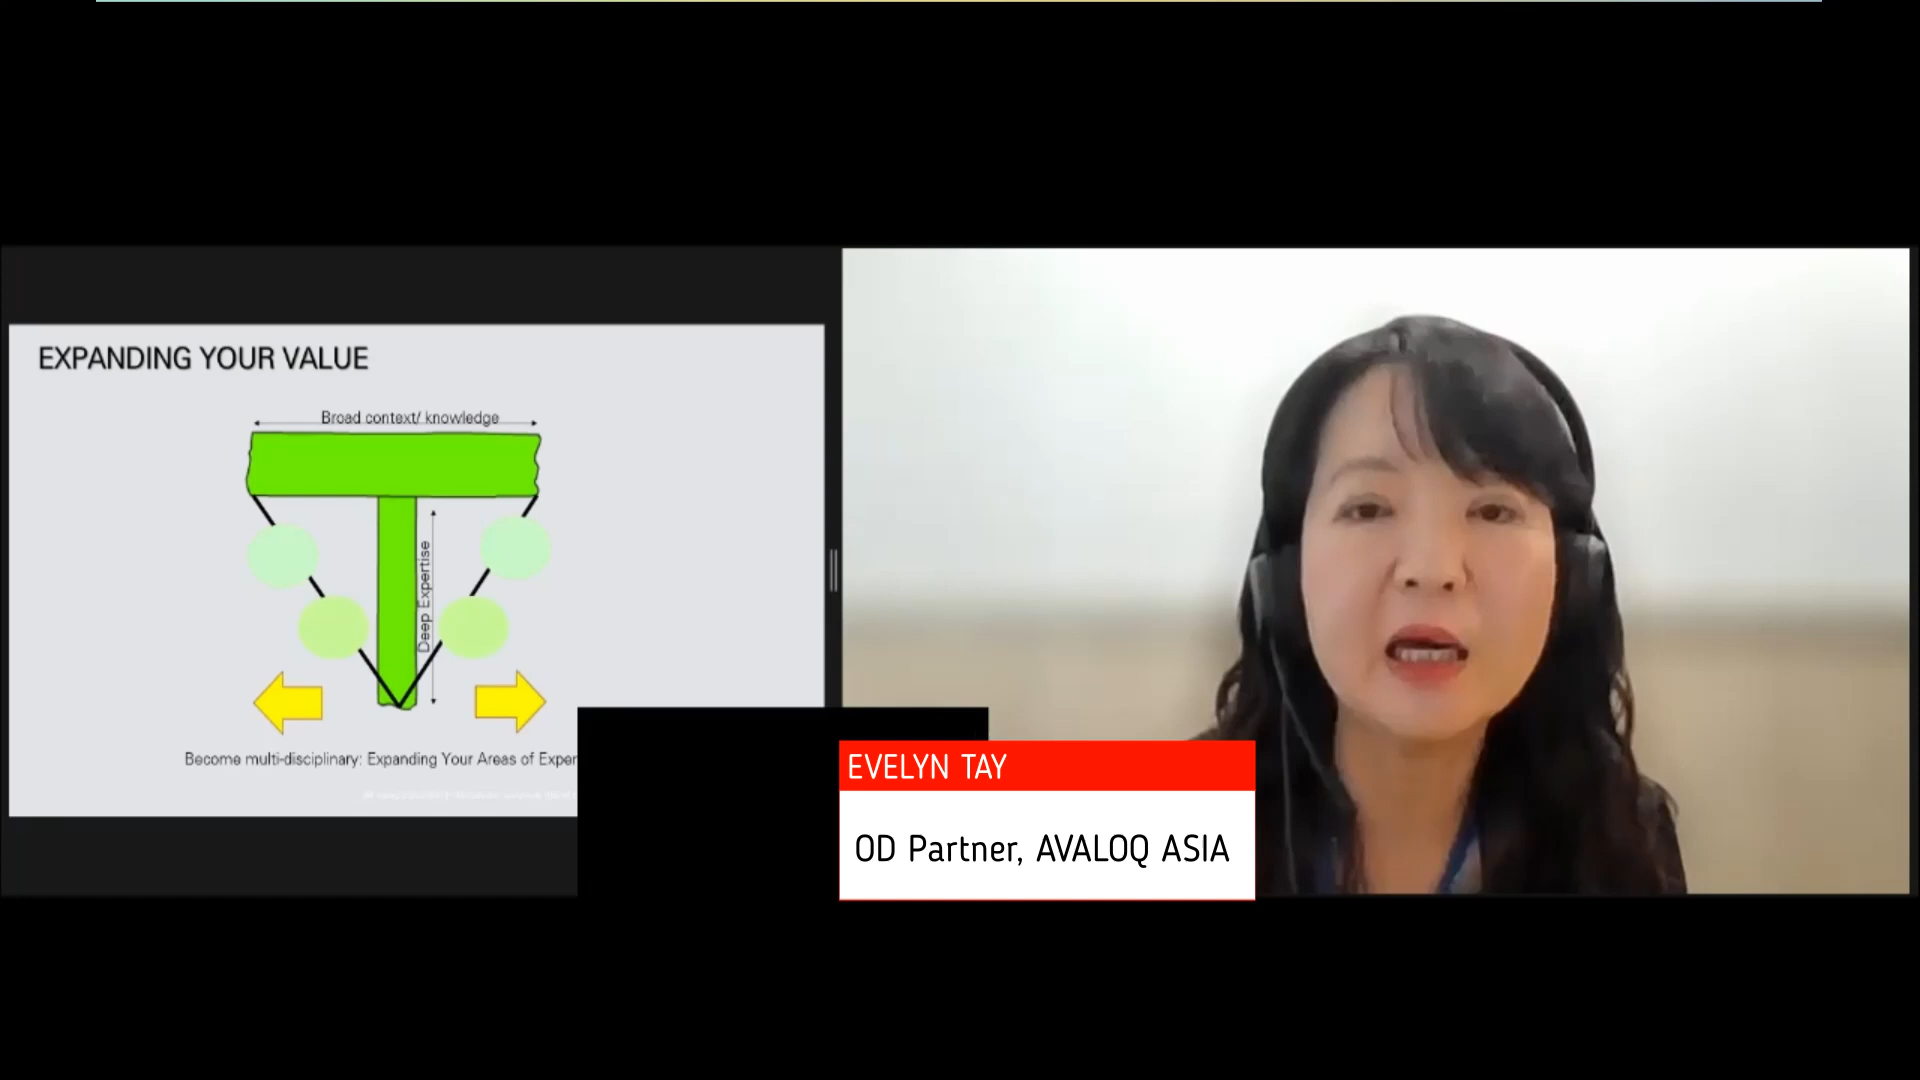 EXPANDING YOUR VALUE
Broad context/ knowledge
Deep Expertise
Become multi-disciplinary: Expanding Your Areas of Exper
EVELYN TAY
OD Partner, AVALOQ ASIA